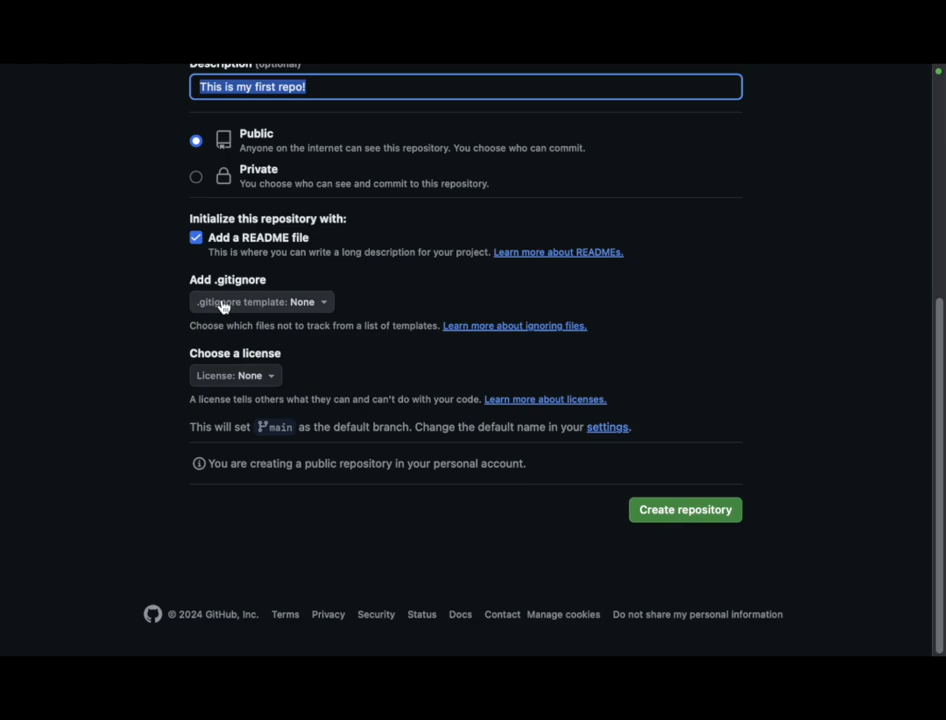 Description (optional)
This is my first repo!
Public
Anyone on the internet can see this repository. You choose who can commit.
Private
You choose who can see and commit to this repository.
Initialize this repository with:
Add a README file
This is where you can write a long description for your project. Learn more about READMEs.
Add .gitignore
.gitignore template: None
Choose which files not to track from a list of templates. Learn more about ignoring files.
Choose a license
License: None
A license tells others what they can and can't do with your code. Learn more about licenses.
This will set main as the default branch. Change the default name in your settings.
You are creating a public repository in your personal account.
Create repository
© 2024 GitHub, Inc. Terms Privacy Security Status Docs Contact Manage cookies Do not share my personal information